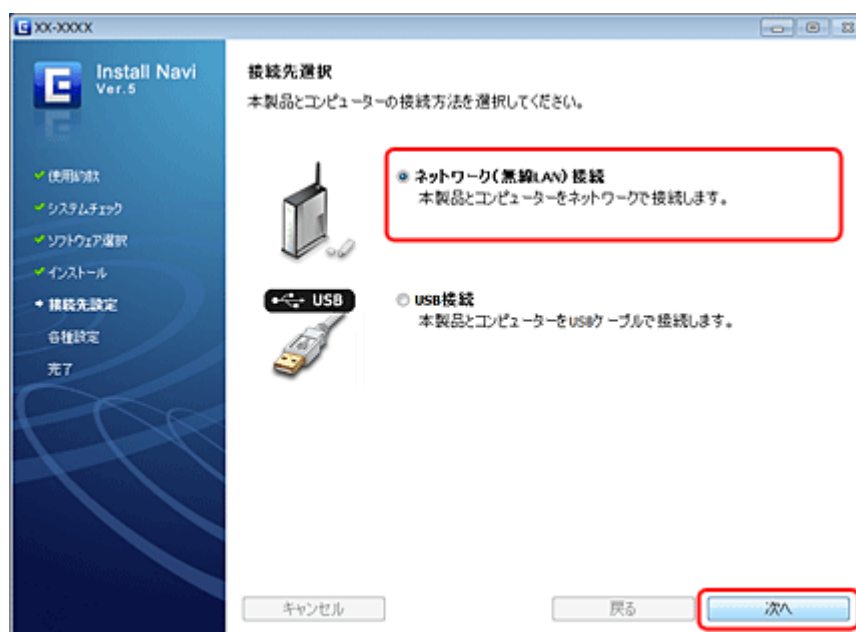 XX-XXXX
Install Navi
Ver.5
使用約款
システムチェック
ソフトウェア選択
インストール
接続先設定
各種設定
完了
接続先選択
本製品とコンピューターの接続方法を選択してください。
ネットワーク(無線LAN)接続
本製品とコンピューターをネットワークで接続します。
USB
USB接続
本製品とコンピューターをUSBケーブルで接続します。
キャンセル
戻る
次へ